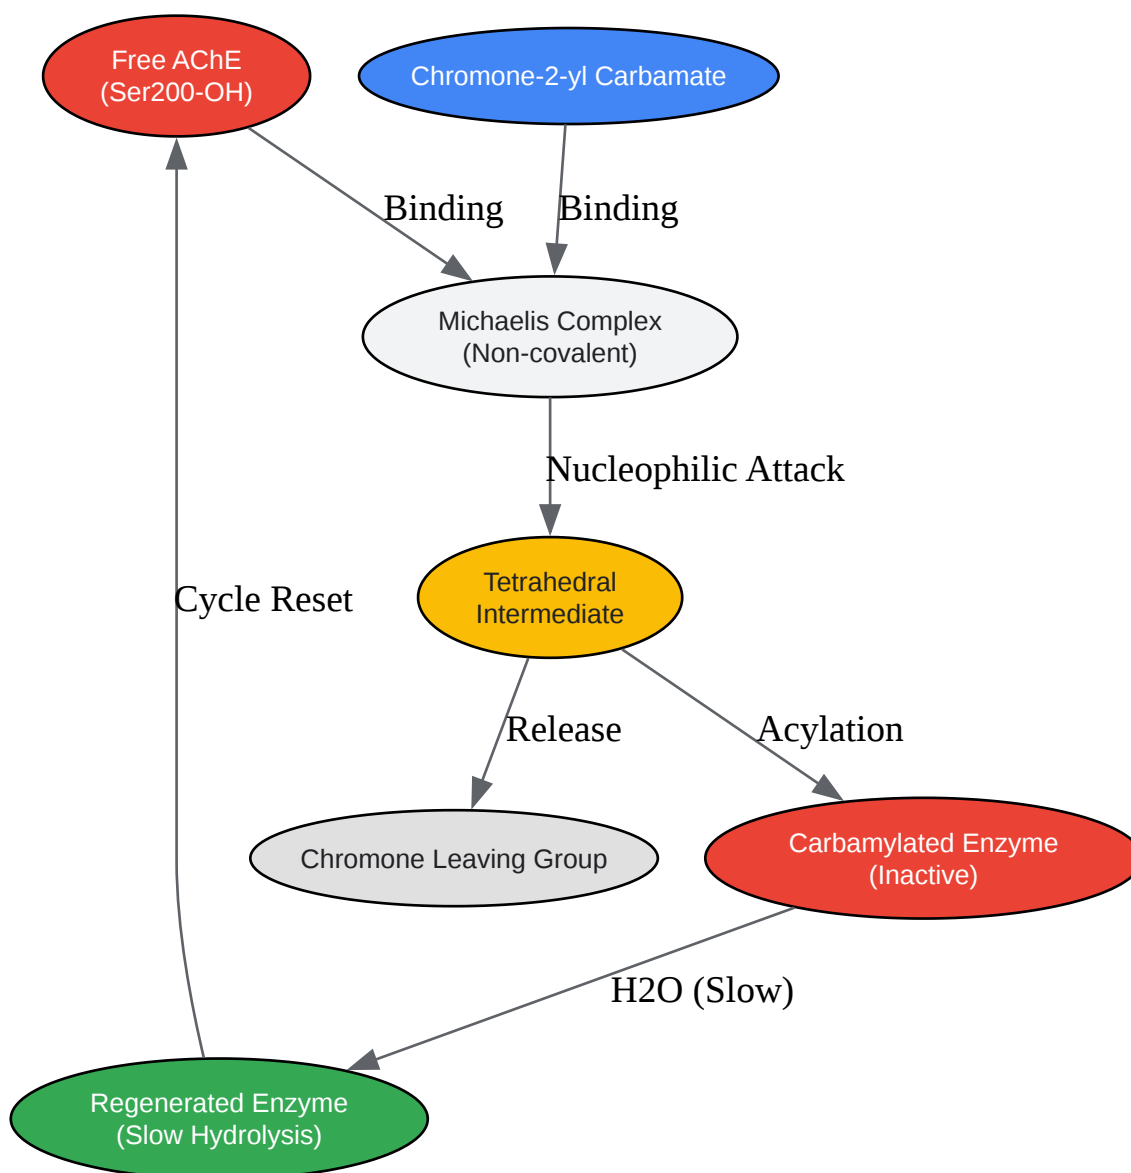 Free AChE
(Ser200-OH)
Chromone-2-yl Carbamate
Binding
Binding
Michaelis Complex
(Non-covalent)
Nucleophilic Attack
Tetrahedral
Intermediate
Cycle Reset
Release
Acylation
Chromone Leaving Group
Carbamylated Enzyme
(Inactive)
H2O (Slow)
Regenerated Enzyme
(Slow Hydrolysis)